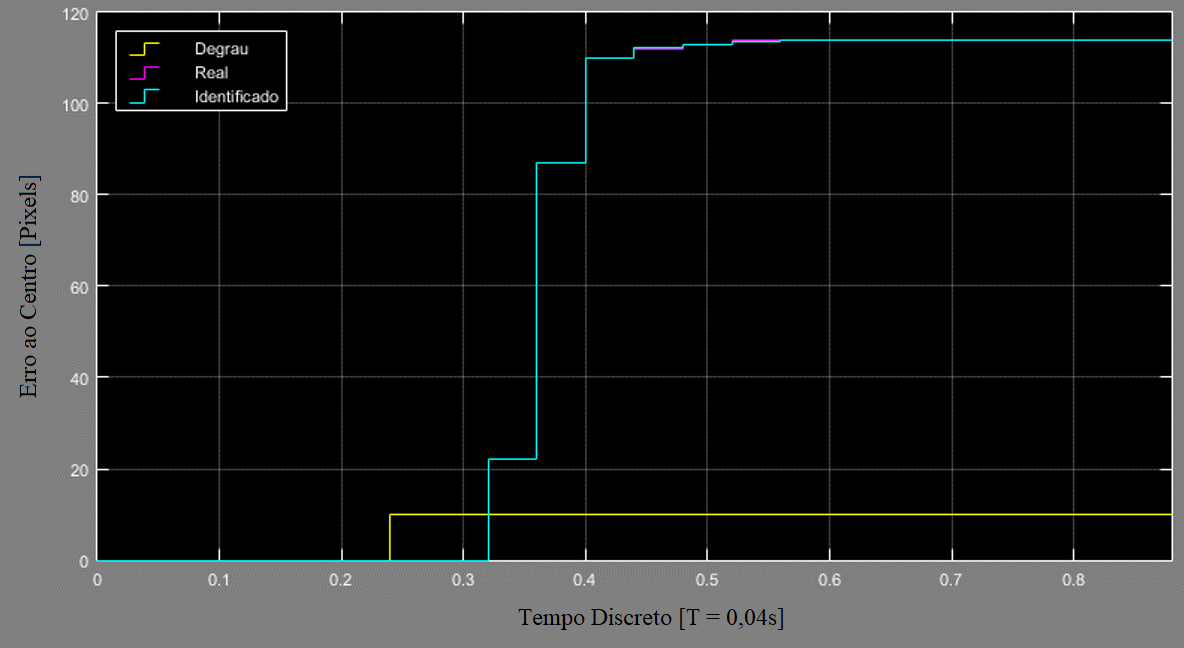 120
100
80
60
40
20
0
Degrau
Real
Identificado
Erro ao Centro [Pixels]
0 0.1 0.2 0.3 0.4 0.5 0.6 0.7 0.8
Tempo Discreto [T = 0,04s]